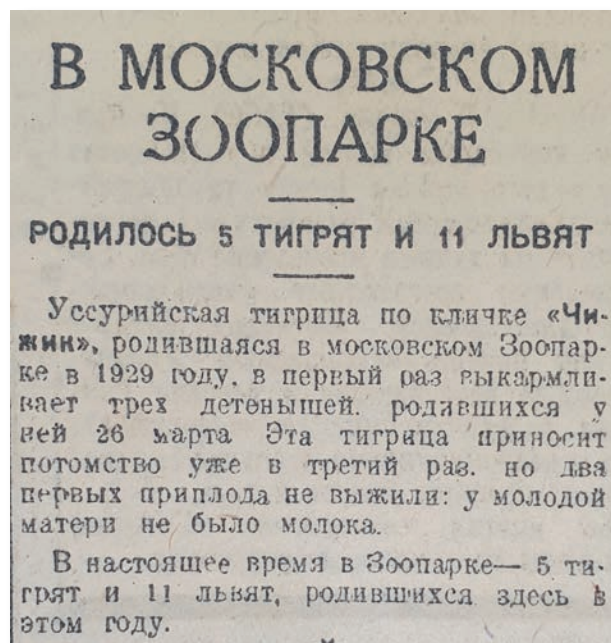 В МОСКОВСКОМ
ЗООПАРКЕ
РОДИЛОСЬ 5 ТИГРЯТ И 11 ЛЬВЯТ
Уссурийская тигрица по кличке «Чи-
жик», родившаяся в московском Зоопар-
ке в 1929 году, в первый раз выкармли-
вает трех детенышей, родившихся у
ней 26 марта Эта тигрица приносит
потомство уже в третий раз, но два
первых приплода не выжили: у молодой
матери не было молока.
В настоящее время в Зоопарке— 5 ти-
грят и 11 львят, родившихся здесь в
этом году.